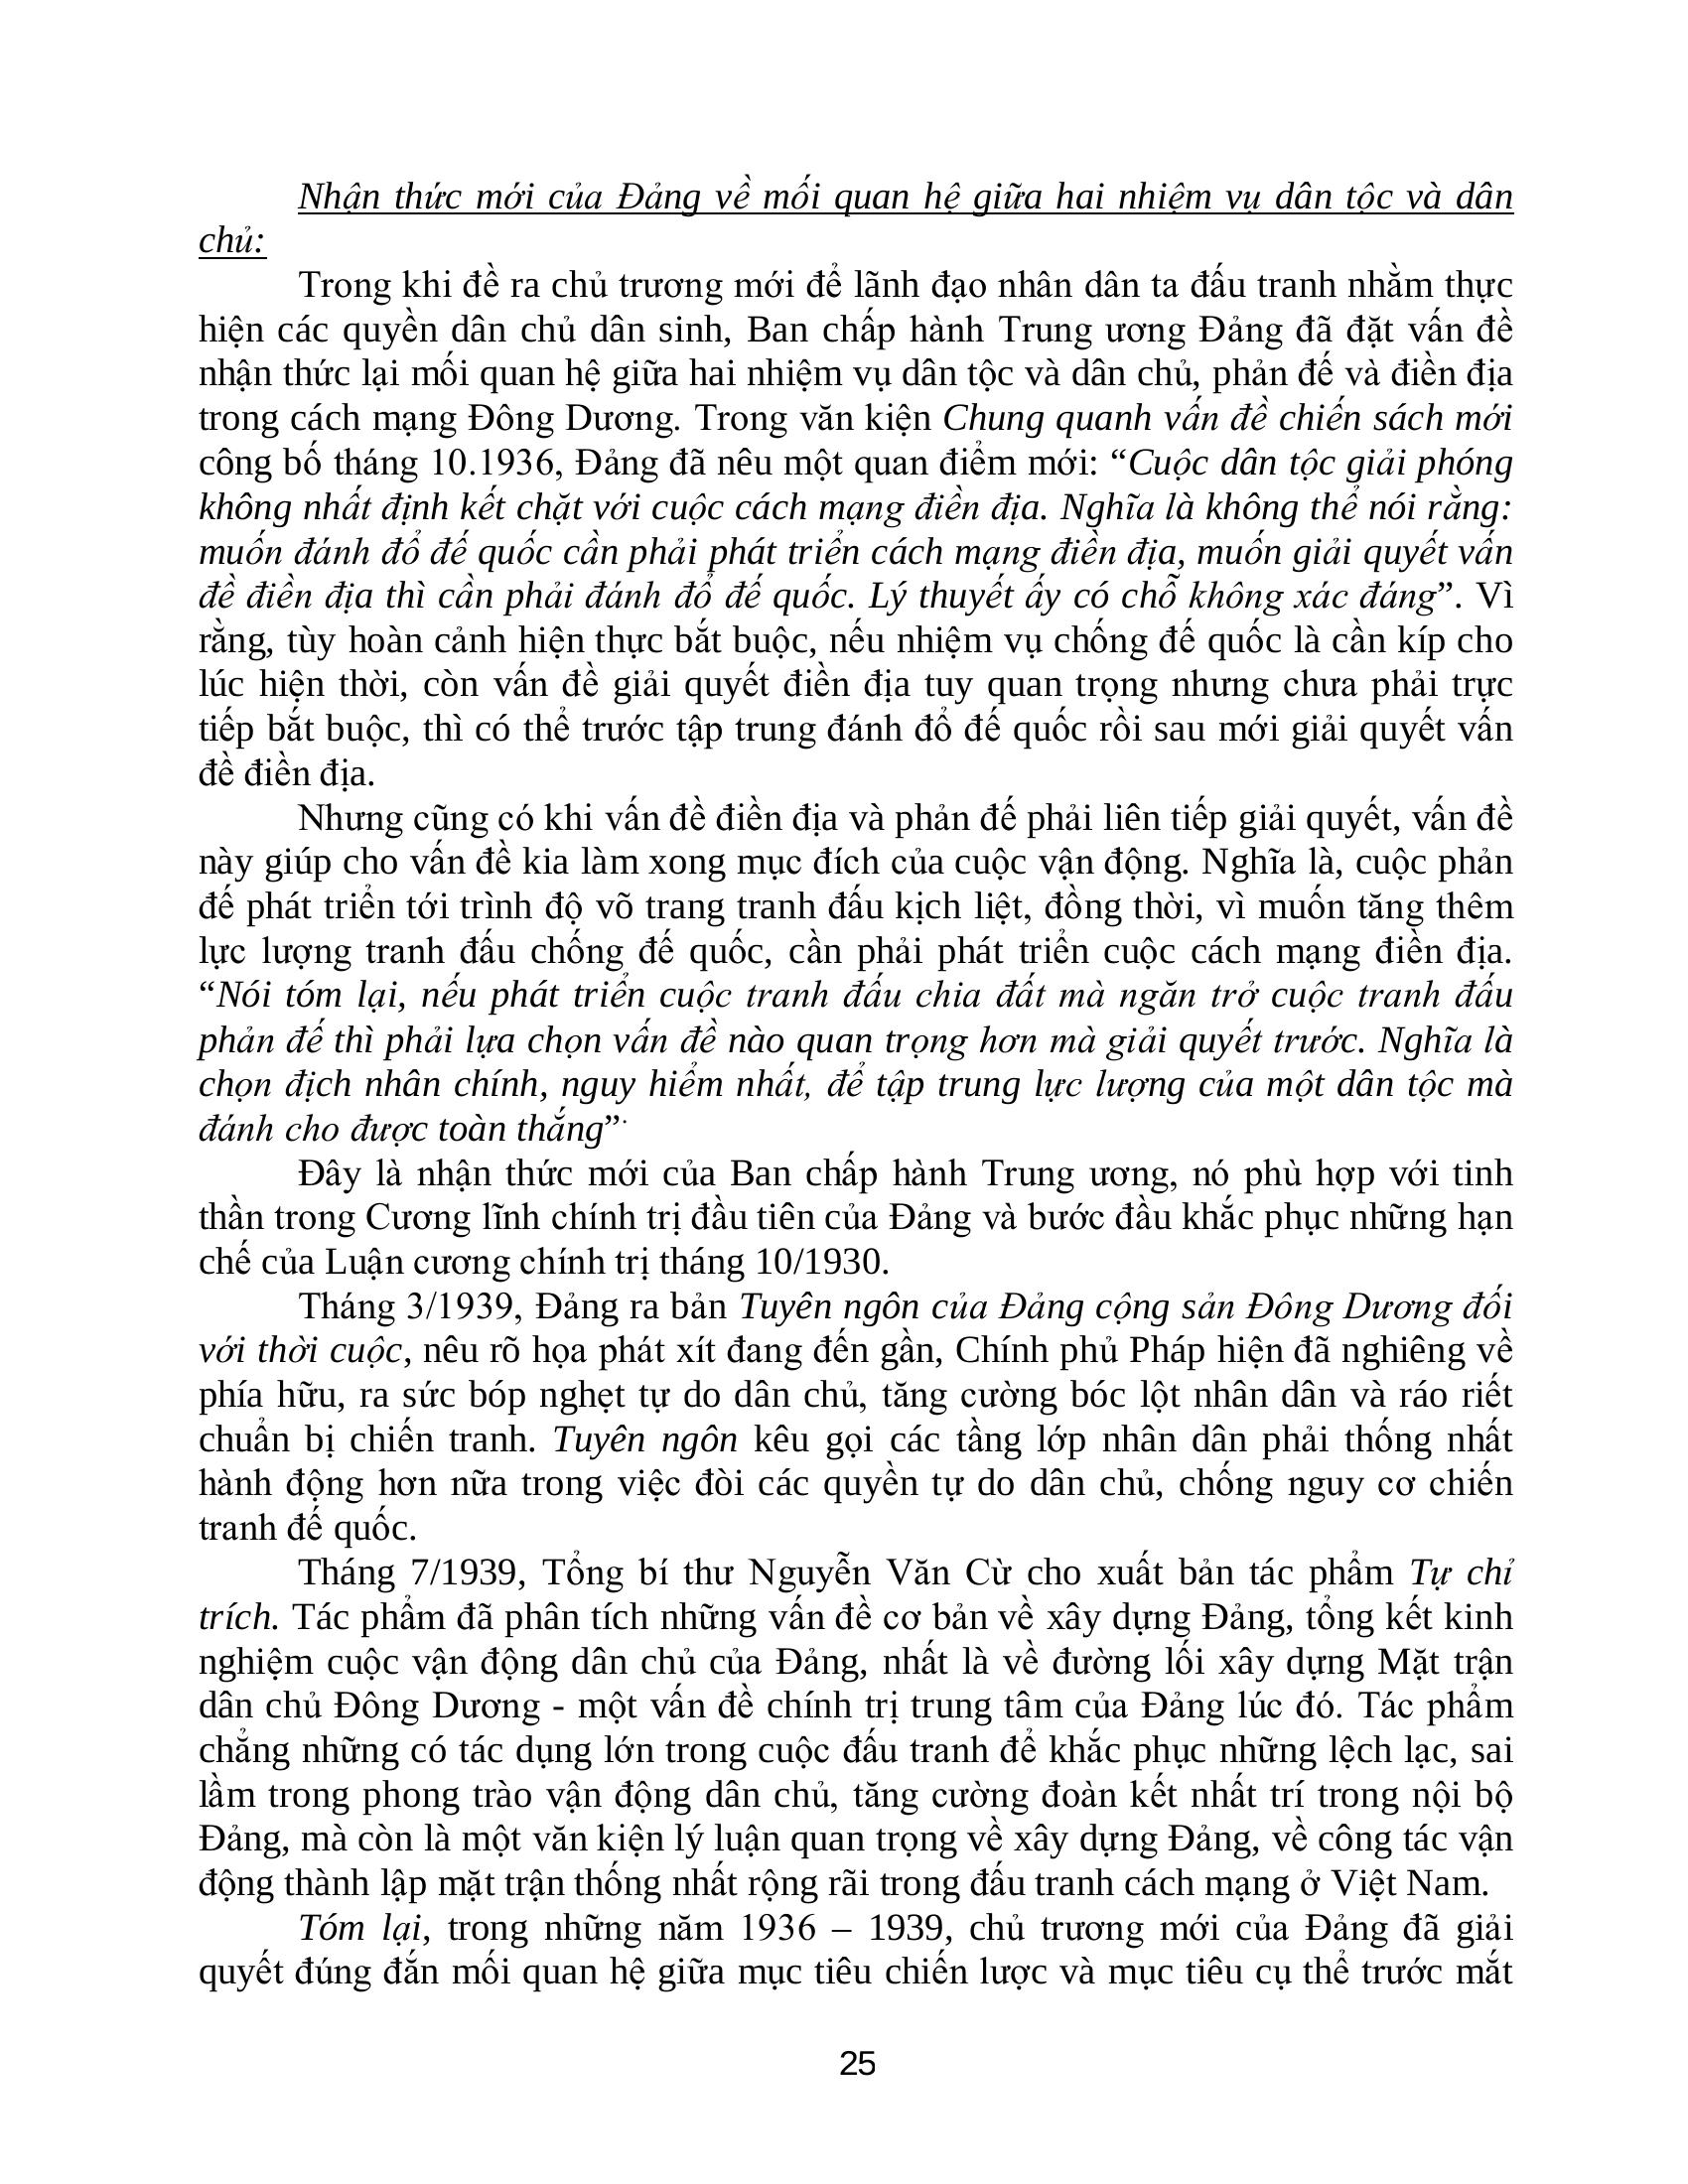 Nhận thức mới của Đảng về mối quan hệ giữa hai nhiệm vụ dân tộc và dân
chủ:
Trong khi đề ra chủ trương mới để lãnh đạo nhân dân ta đấu tranh nhằm thực
hiện các quyền dân chủ dân sinh, Ban chấp hành Trung ương Đảng đã đặt vấn đề
nhận thức lại mối quan hệ giữa hai nhiệm vụ dân tộc và dân chủ, phản đế và điền địa
trong cách mạng Đông Dương. Trong văn kiện Chung quanh vấn đề chiến sách mới
công bố tháng 10.1936, Đảng đã nêu một quan điểm mới: “Cuộc dân tộc giải phóng
không nhất định kết chặt với cuộc cách mạng điền địa. Nghĩa là không thể nói rằng:
muốn đánh đổ đế quốc cần phải phát triển cách mạng điền địa, muốn giải quyết vấn
đề điền địa thì cần phải đánh đổ đế quốc. Lý thuyết ấy có chỗ không xác đáng”. Vì
rằng, tùy hoàn cảnh hiện thực bắt buộc, nếu nhiệm vụ chống đế quốc là cần kíp cho
lúc hiện thời, còn vấn đề giải quyết điền địa tuy quan trọng nhưng chưa phải trực
tiếp bắt buộc, thì có thể trước tập trung đánh đổ đế quốc rồi sau mới giải quyết vấn
đề điền địa.
Nhưng cũng có khi vấn đề điền địa và phản đế phải liên tiếp giải quyết, vấn đề
này giúp cho vấn đề kia làm xong mục đích của cuộc vận động. Nghĩa là, cuộc phản
đế phát triển tới trình độ võ trang tranh đấu kịch liệt, đồng thời, vì muốn tăng thêm
lực lượng tranh đấu chống đế quốc, cần phải phát triển cuộc cách mạng điền địa.
“Nói tóm lại, nếu phát triển cuộc tranh đấu chia đất mà ngăn trở cuộc tranh đấu
phản đế thì phải lựa chọn vấn đề nào quan trọng hơn mà giải quyết trước. Nghĩa là
chọn địch nhân chính, nguy hiểm nhất, để tập trung lực lượng của một dân tộc mà
đánh cho được toàn thắng”.
Đây là nhận thức mới của Ban chấp hành Trung ương, nó phù hợp với tinh
thần trong Cương lĩnh chính trị đầu tiên của Đảng và bước đầu khắc phục những hạn
chế của Luận cương chính trị tháng 10/1930.
Tháng 3/1939, Đảng ra bản Tuyên ngôn của Đảng cộng sản Đông Dương đối
với thời cuộc, nêu rõ họa phát xít đang đến gần, Chính phủ Pháp hiện đã nghiêng về
phía hữu, ra sức bóp nghẹt tự do dân chủ, tăng cường bóc lột nhân dân và ráo riết
chuẩn bị chiến tranh. Tuyên ngôn kêu gọi các tầng lớp nhân dân phải thống nhất
hành động hơn nữa trong việc đòi các quyền tự do dân chủ, chống nguy cơ chiến
tranh đế quốc.
Tháng 7/1939, Tổng bí thư Nguyễn Văn Cừ cho xuất bản tác phẩm Tự chỉ
trích. Tác phẩm đã phân tích những vấn đề cơ bản về xây dựng Đảng, tổng kết kinh
nghiệm cuộc vận động dân chủ của Đảng, nhất là về đường lối xây dựng Mặt trận
dân chủ Đông Dương - một vấn đề chính trị trung tâm của Đảng lúc đó. Tác phẩm
chẳng những có tác dụng lớn trong cuộc đấu tranh để khắc phục những lệch lạc, sai
lầm trong phong trào vận động dân chủ, tăng cường đoàn kết nhất trí trong nội bộ
Đảng, mà còn là một văn kiện lý luận quan trọng về xây dựng Đảng, về công tác vận
động thành lập mặt trận thống nhất rộng rãi trong đấu tranh cách mạng ở Việt Nam.
Tóm lại, trong những năm 1936 – 1939, chủ trương mới của Đảng đã giải
quyết đúng đắn mối quan hệ giữa mục tiêu chiến lược và mục tiêu cụ thể trước mắt
25